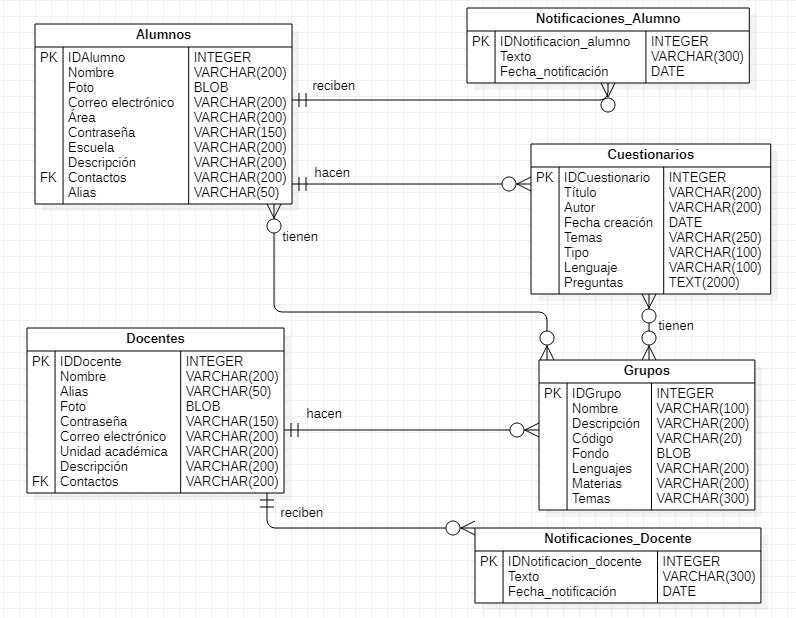 Alumnos
PK IDAlumno INTEGER
Nombre VARCHAR(200)
Foto BLOB
Correo electrónico VARCHAR(200)
Área VARCHAR(200)
Contraseña VARCHAR(150)
Escuela VARCHAR(200)
Descripción VARCHAR(200)
FK Contactos VARCHAR(200)
Alias VARCHAR(50)
reciben
Notificaciones_Alumno
PK IDNotificacion_alumno INTEGER
Texto VARCHAR(300)
Fecha_notificación DATE
hacen
Cuestionarios
PK IDCuestionario INTEGER
Título VARCHAR(200)
Autor VARCHAR(200)
Fecha creación DATE
Temas VARCHAR(250)
Tipo VARCHAR(100)
Lenguaje VARCHAR(100)
Preguntas TEXT(2000)
tienen
tienen
Docentes
PK IDDocente INTEGER
Nombre VARCHAR(200)
Alias VARCHAR(50)
Foto BLOB
Contraseña VARCHAR(150)
Correo electrónico VARCHAR(200)
Unidad académica VARCHAR(200)
Descripción VARCHAR(200)
FK Contactos VARCHAR(200)
hacen
Grupos
PK IDGrupo INTEGER
Nombre VARCHAR(100)
Descripción VARCHAR(200)
Código VARCHAR(20)
Fondo BLOB
Lenguajes VARCHAR(200)
Materias VARCHAR(200)
Temas VARCHAR(300)
reciben
Notificaciones_Docente
PK IDNotificacion_docente INTEGER
Texto VARCHAR(300)
Fecha_notificación DATE